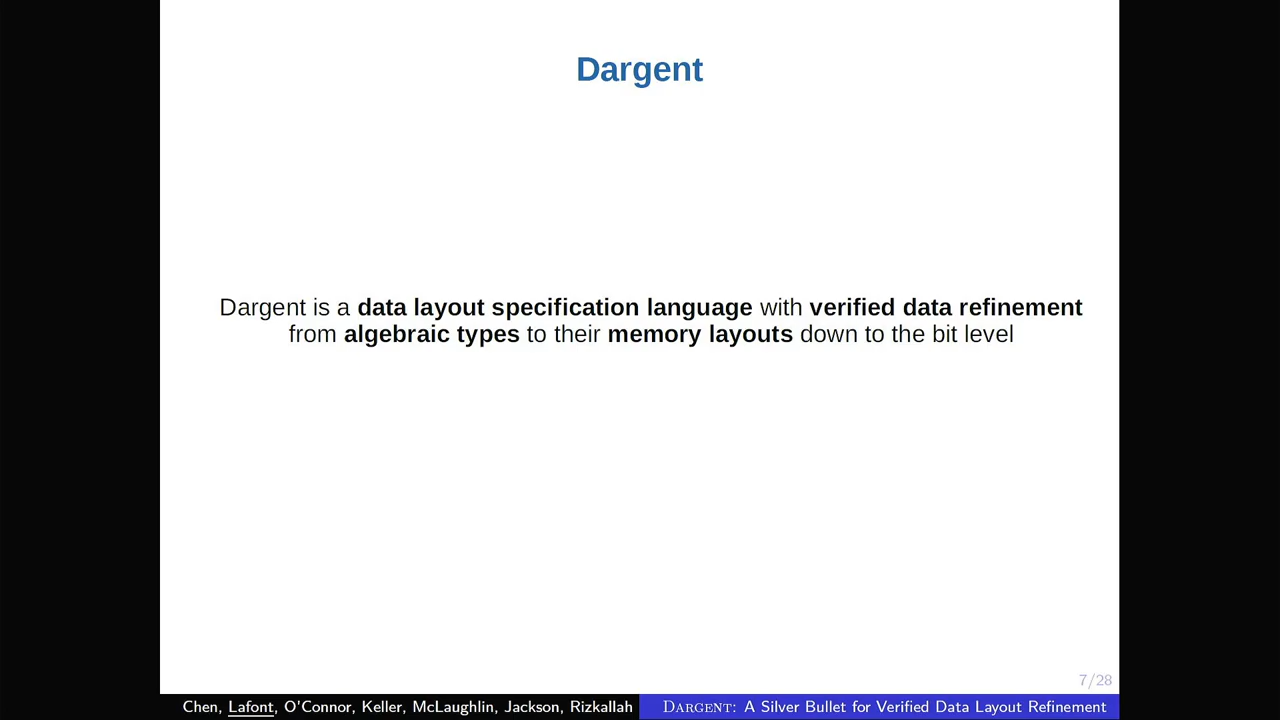 Dargent
Dargent is a data layout specification language with verified data refinement
from algebraic types to their memory layouts down to the bit level
7/28
Chen, Lafont, O'Connor, Keller, McLaughlin, Jackson, Rizkallah
DARGENT: A Silver Bullet for Verified Data Layout Refinement